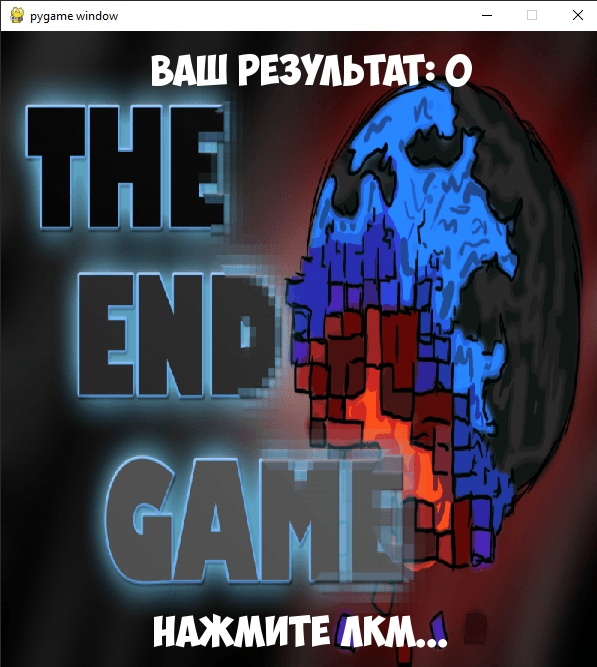 pygame window
ВАШ РЕЗУЛЬТАТ: 0
THE
END
GAME
НАЖМИТЕ ЛКМ...